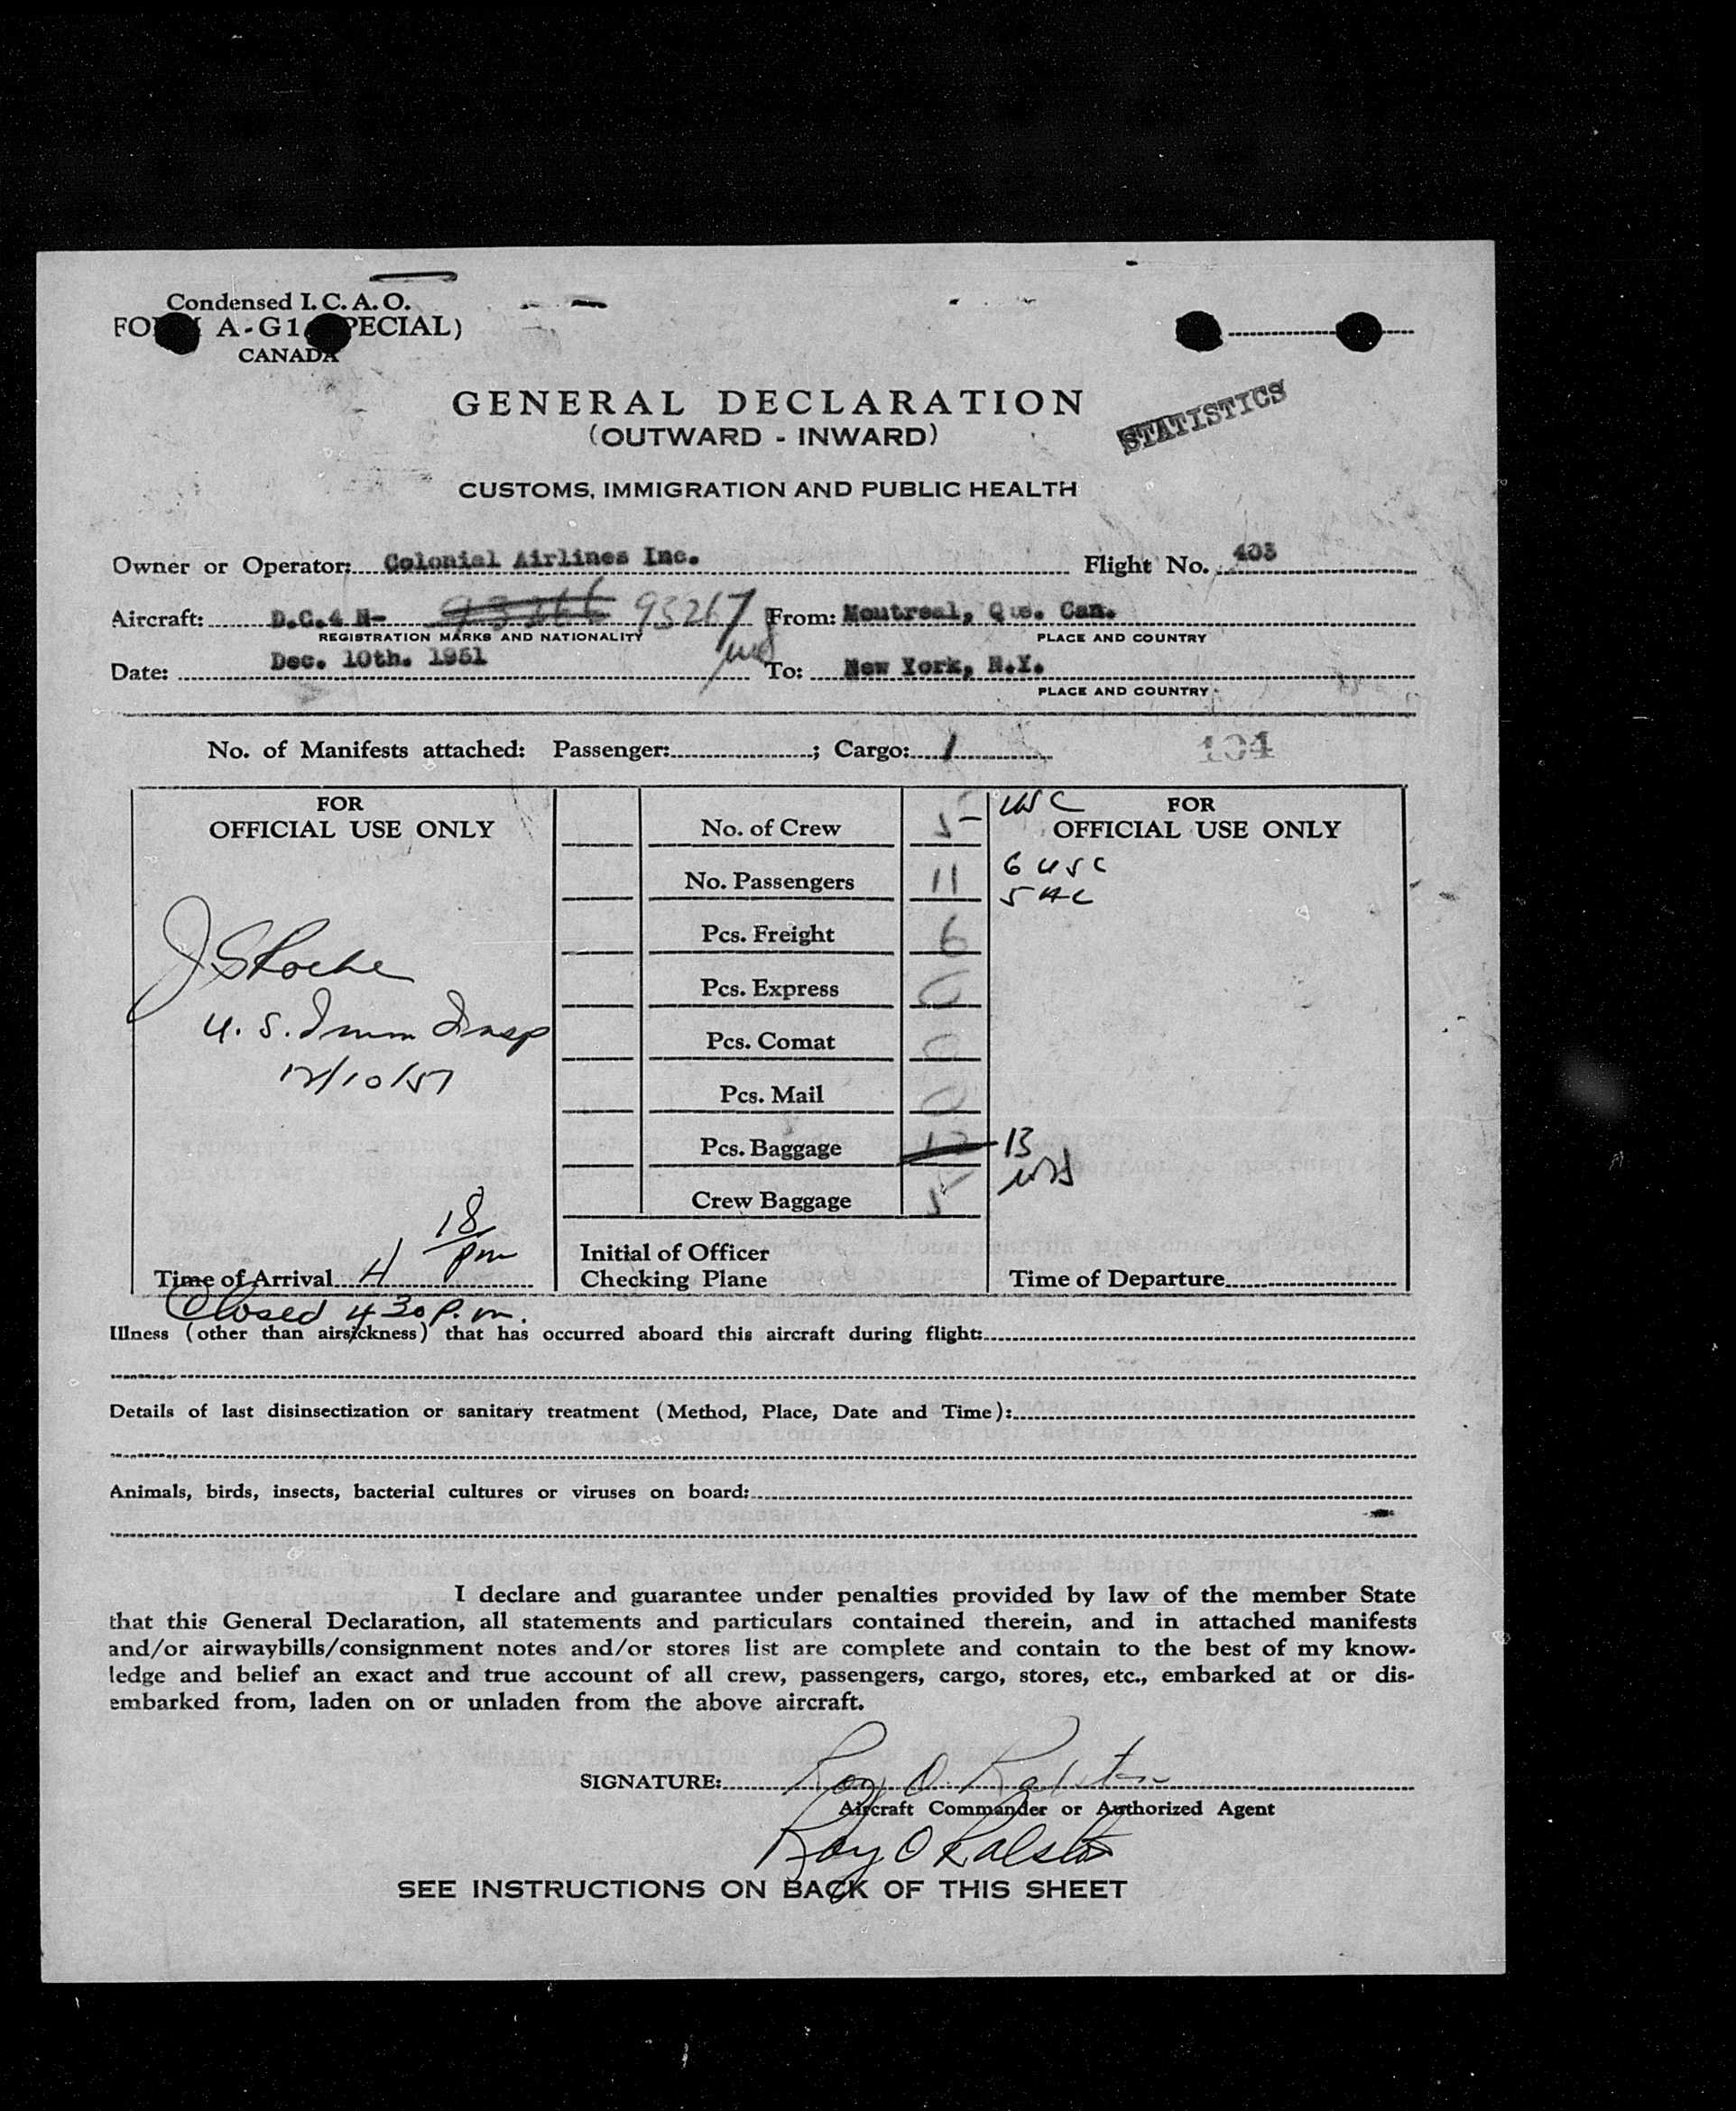 Condensed I. C. A. O.
A-G1 PECIAL)
CANADA
GENERAL DECLARATION
(OUTWARD - INWARD)
STATISTICS
CUSTOMS, IMMIGRATION AND PUBLIC HEALTH
Owner or Operator: Colonial Airlines Inc. Flight No. 403
Aircraft: D.C.4 N- 93266 93267 From: Montreal, Que. Can.
REGISTRATION MARKS AND NATIONALITY PLACE AND COUNTRY
Date: Dec. 10th. 1951 To: New York, N.Y.
PLACE AND COUNTRY
No. of Manifests attached: Passenger: ; Cargo: 1 104
FOR
OFFICIAL USE ONLY
J S Roche
U. S. Imm Insp
12/10/51
Time of Arrival 4 18 pm
Closed 4 30 P.m.
No. of Crew 5 USC
No. Passengers 11 6 USC
5 AC
Pcs. Freight 6
Pcs. Express 0
Pcs. Comat 0
Pcs. Mail 0
Pcs. Baggage 12 13
Crew Baggage 5
Initial of Officer
Checking Plane
FOR
OFFICIAL USE ONLY
Time of Departure
Illness (other than airsickness) that has occurred aboard this aircraft during flight:
Details of last disinsectization or sanitary treatment (Method, Place, Date and Time):
Animals, birds, insects, bacterial cultures or viruses on board:
I declare and guarantee under penalties provided by law of the member State
that this General Declaration, all statements and particulars contained therein, and in attached manifests
and/or airwaybills/consignment notes and/or stores list are complete and contain to the best of my know-
ledge and belief an exact and true account of all crew, passengers, cargo, stores, etc., embarked at or dis-
embarked from, laden on or unladen from the above aircraft.
SIGNATURE: Roy O. Ralston
Aircraft Commander or Authorized Agent
Roy O Ralston
SEE INSTRUCTIONS ON BACK OF THIS SHEET